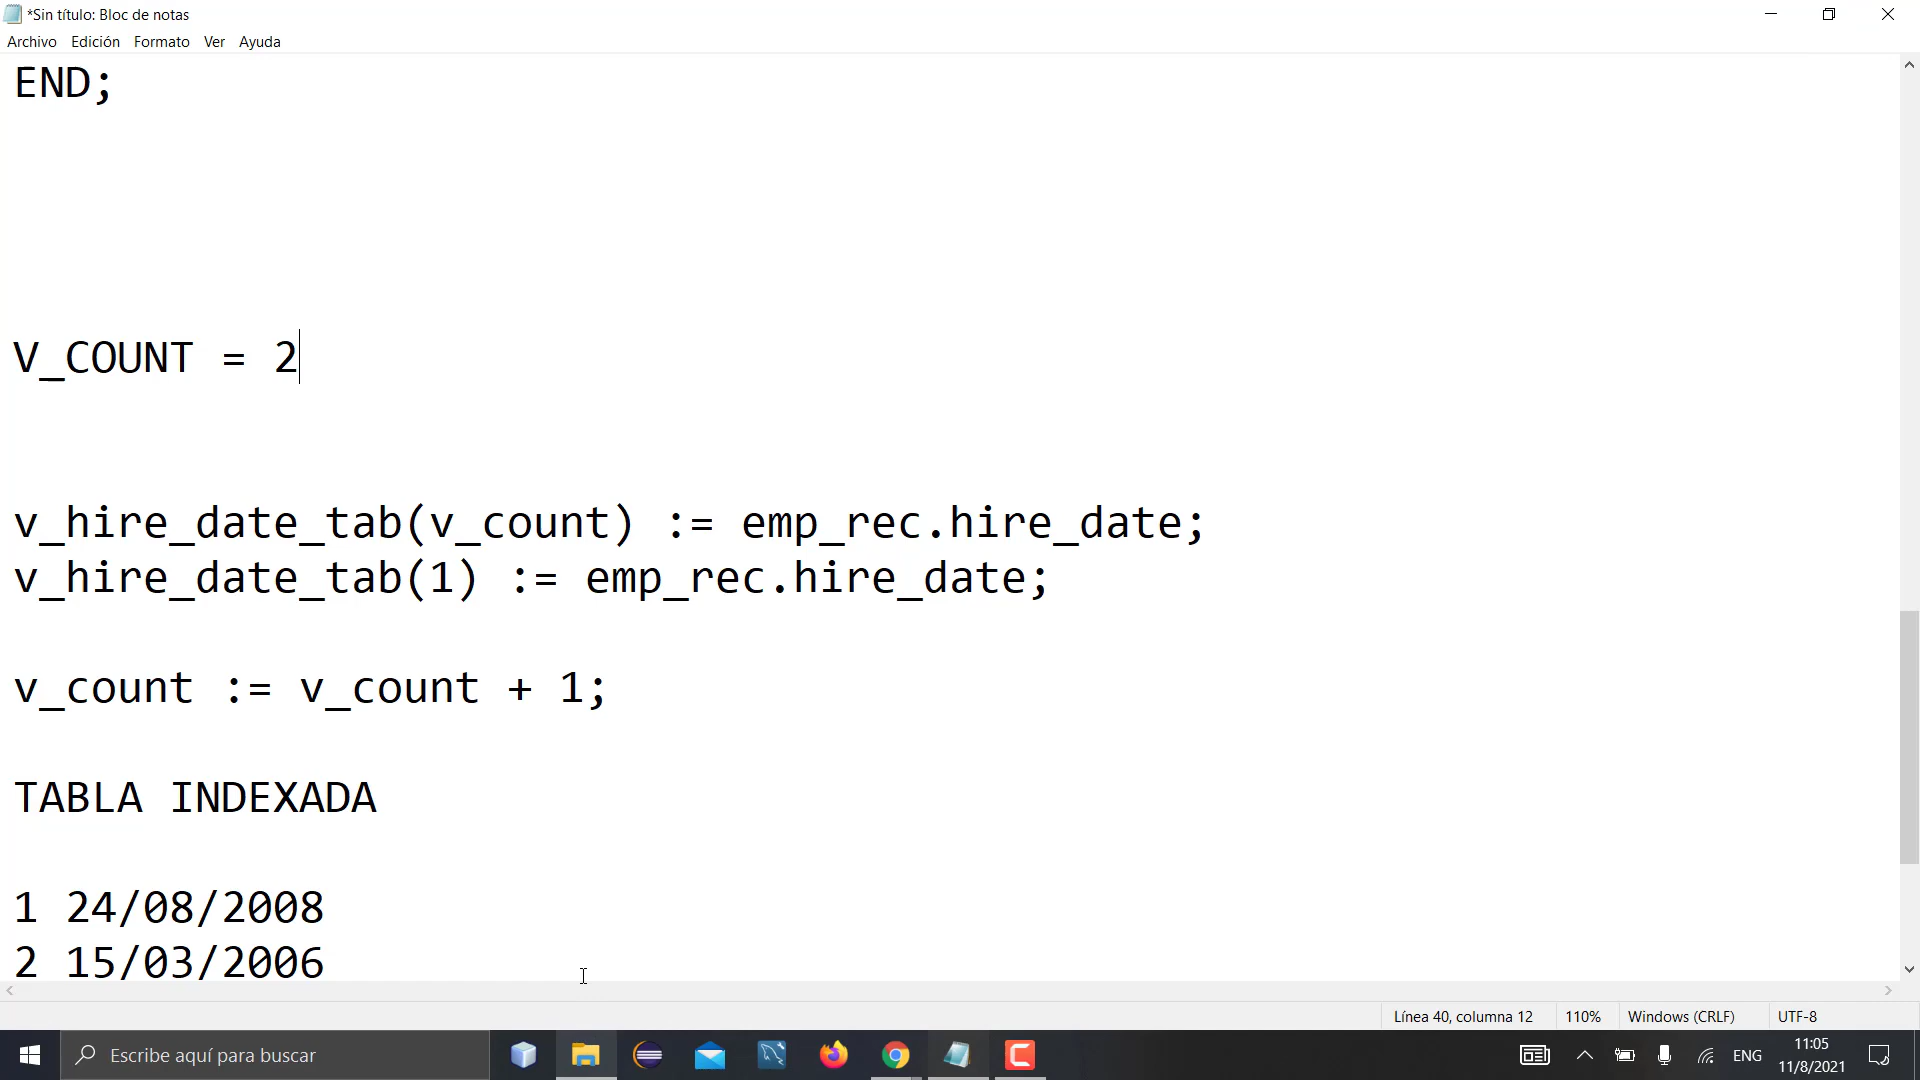 *Sin título: Bloc de notas
Archivo Edición Formato Ver Ayuda
END;
V_COUNT = 2
v_hire_date_tab(v_count) := emp_rec.hire_date;
v_hire_date_tab(1) := emp_rec.hire_date;
v_count := v_count + 1;
TABLA INDEXADA
1 24/08/2008
2 15/03/2006
Línea 40, columna 12 110% Windows (CRLF) UTF-8
Escribe aquí para buscar
ENG
11:05
11/8/2021